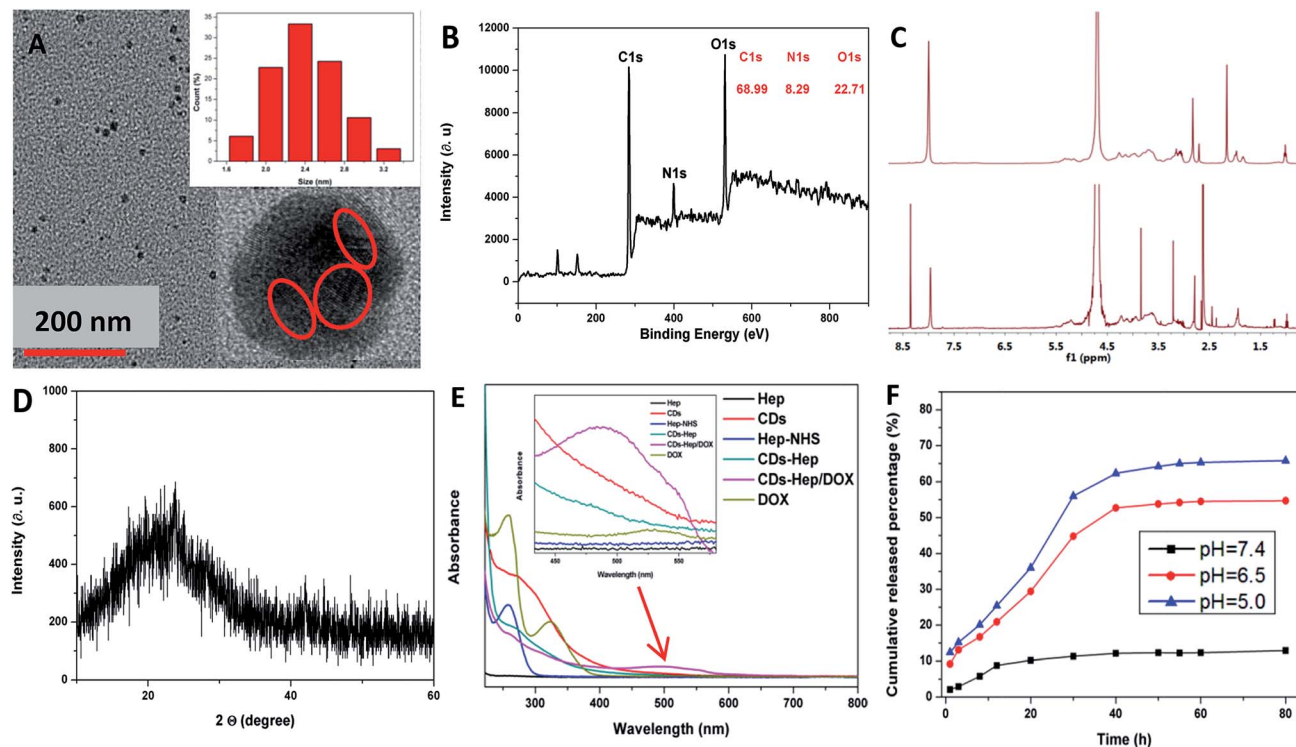 A
35
30
25
20
15
10
5
0
Count (%)
1.6 2.0 2.4 2.8 3.2
Size (nm)
200 nm
B
12000
10000
8000
6000
4000
2000
0
Intensity (∂. u)
C1s
N1s
O1s
C1s N1s O1s
68.99 8.29 22.71
0 200 400 600 800
Binding Energy (eV)
C
8.5 7.5 5.5 4.5 3.5 2.5 1.5
f1 (ppm)
D
1000
800
600
400
200
0
Intensity (∂. u.)
20 40 60
2 Θ (degree)
E
Absorbance
Hep
CDs
Hep-NHS
CDs-Hep
CDs-Hep/DOX
DOX
Absorbance
Hep
CDs
Hep-NHS
CDs-Hep
CDs-Hep/DOX
DOX
450 500 550
Wavelength (nm)
300 400 500 600 700 800
Wavelength (nm)
F
80
70
60
50
40
30
20
10
0
Cumulative released percentage (%)
pH=7.4
pH=6.5
pH=5.0
0 10 20 30 40 50 60 70 80
Time (h)